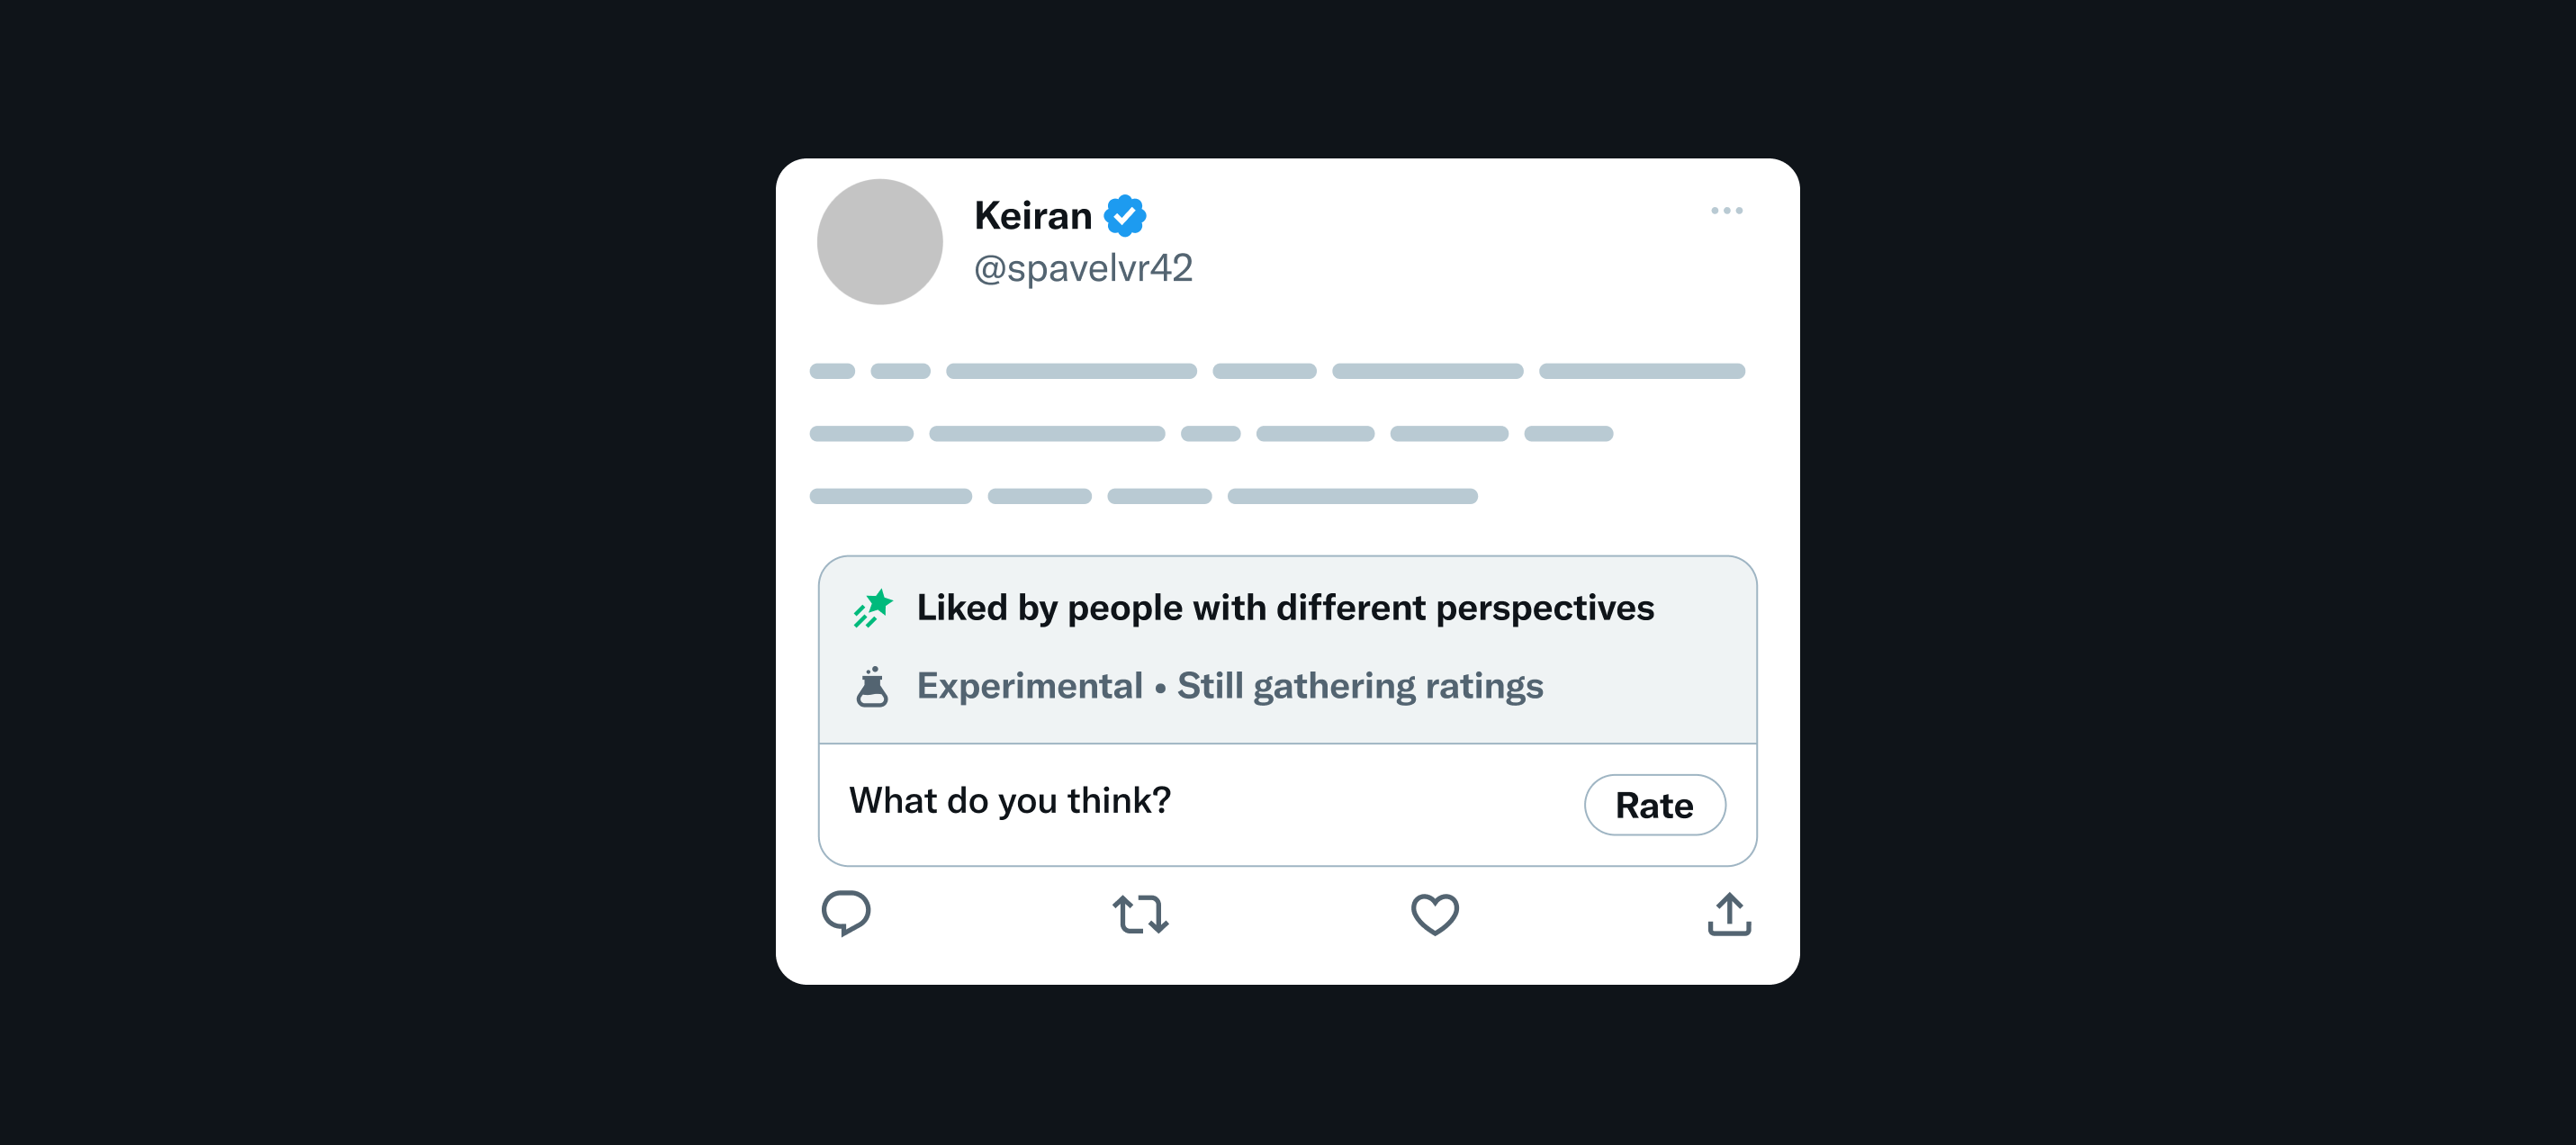 Keiran
@spavelvr42
Liked by people with different perspectives
Experimental • Still gathering ratings
What do you think?
Rate